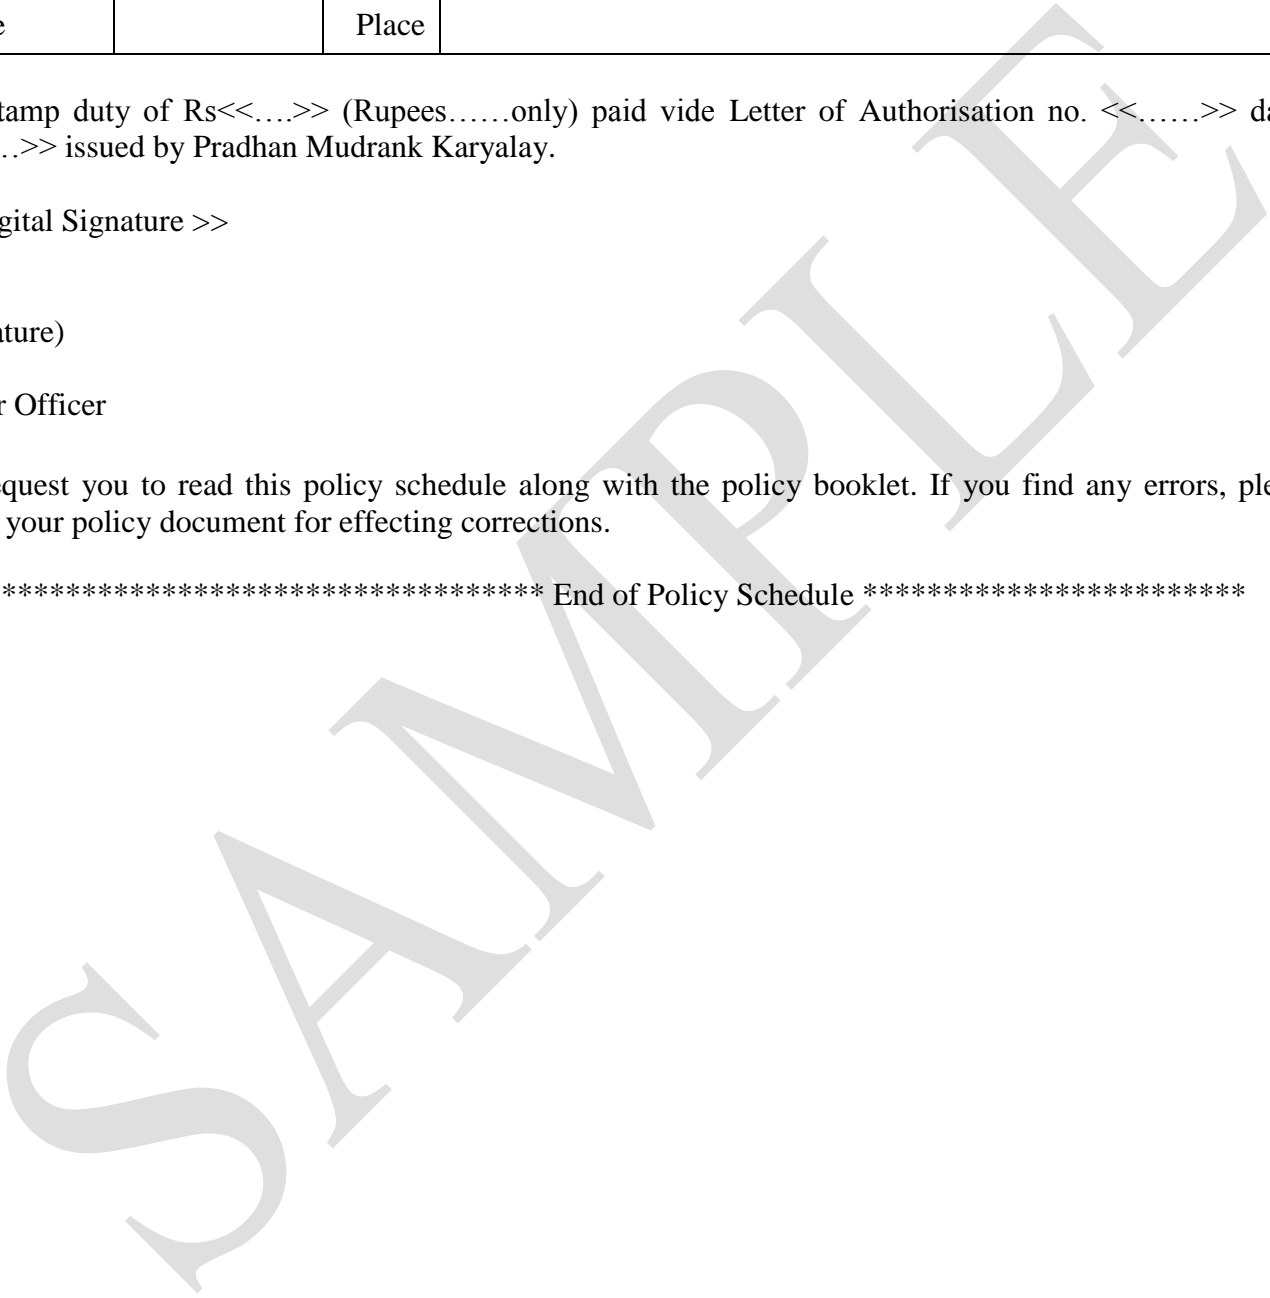 e Place
tamp duty of Rs<<….>> (Rupees……only) paid vide Letter of Authorisation no. <<……>> da
…>> issued by Pradhan Mudrank Karyalay.
gital Signature >>
ature)
r Officer
equest you to read this policy schedule along with the policy booklet. If you find any errors, ple
your policy document for effecting corrections.
********************************** End of Policy Schedule ************************
SAMPLE